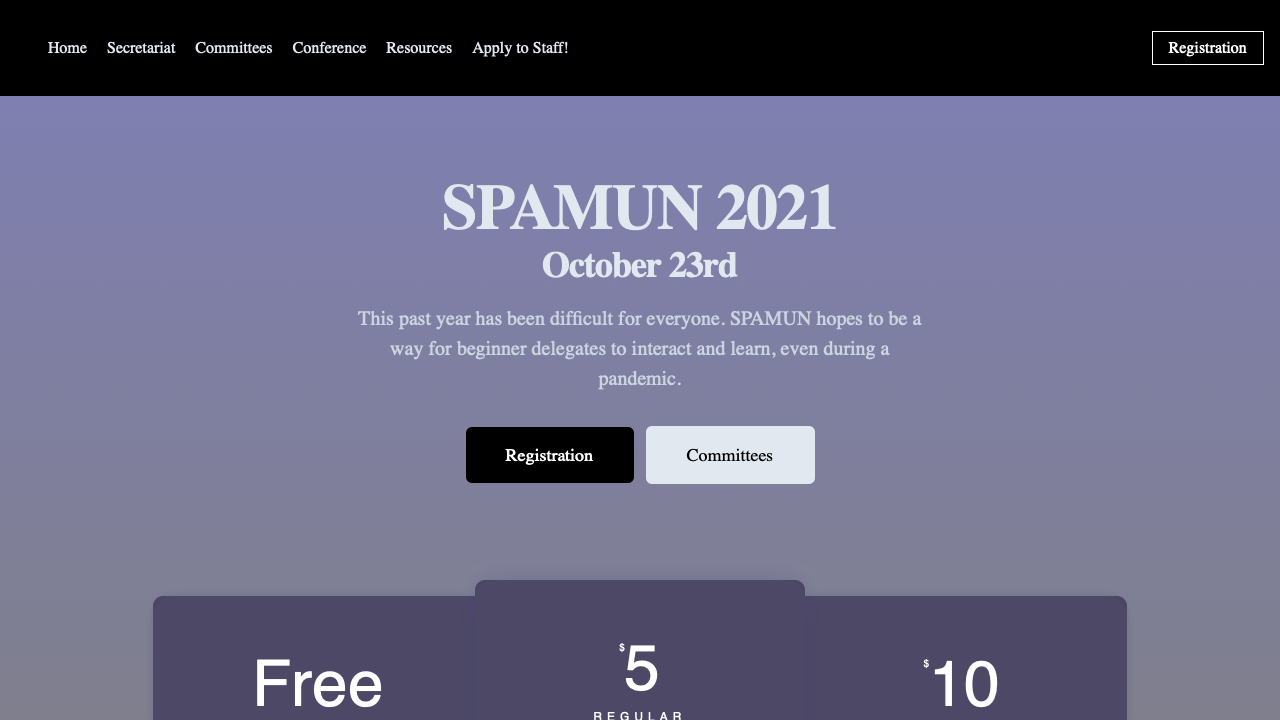 Home Secretariat Committees Conference Resources Apply to Staff! Registration
SPAMUN 2021
October 23rd
This past year has been difficult for everyone. SPAMUN hopes to be a
way for beginner delegates to interact and learn, even during a
pandemic.
Registration Committees
Free $5 $10
REGULAR